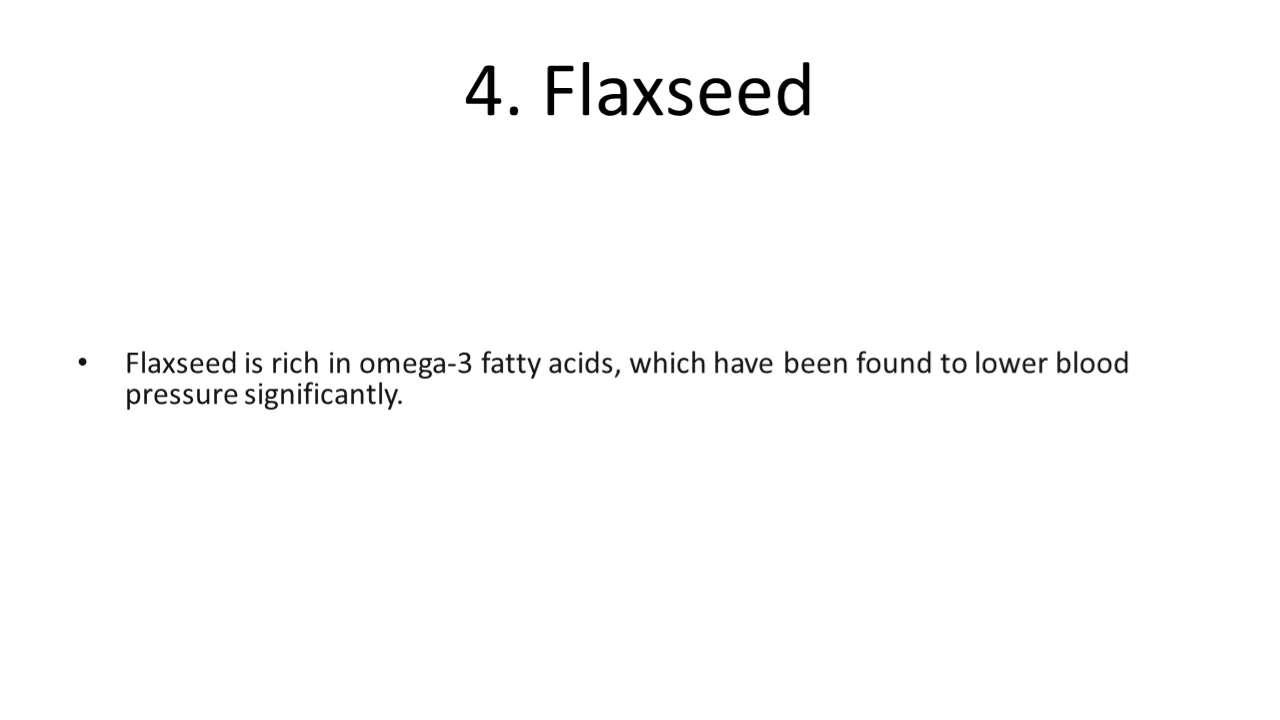 4. Flaxseed
• Flaxseed is rich in omega-3 fatty acids, which have been found to lower blood
pressure significantly.